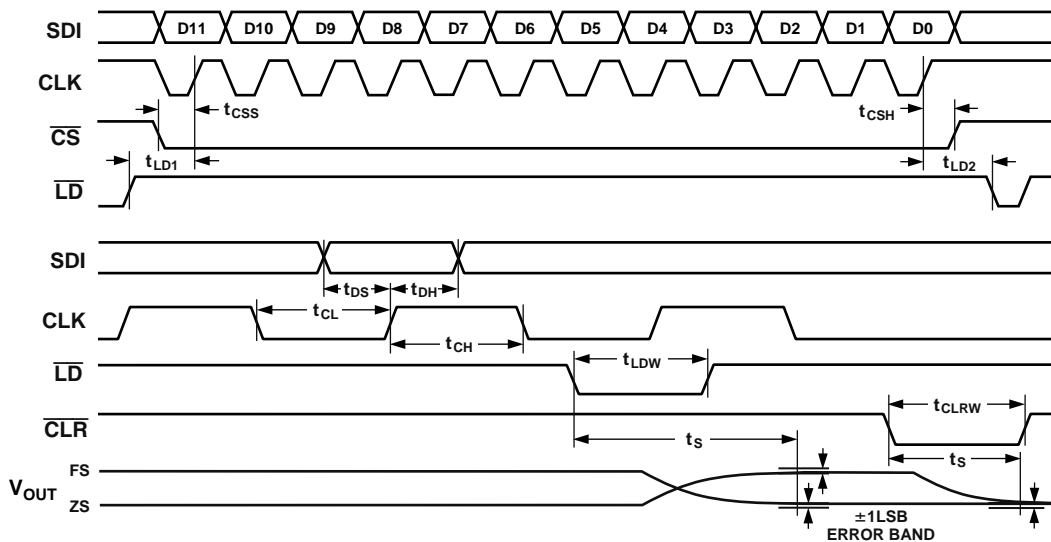 SDI D11 D10 D9 D8 D7 D6 D5 D4 D3 D2 D1 D0
CLK
tCSS tCSH
CS
tLD1 tLD2
LD
SDI
tDS tDH
tCL
CLK
tCH
tLDW
LD
tCLRW
CLR
tS tS
FS
VOUT
ZS
±1LSB
ERROR BAND